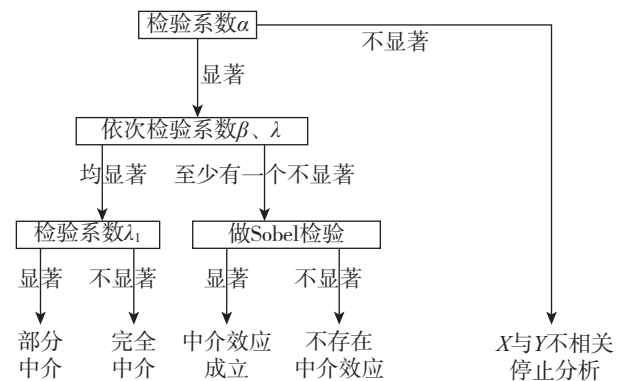 检验系数α
不显著
显著
依次检验系数β、λ
均显著
至少有一个不显著
检验系数λ₁
做Sobel检验
显著
不显著
显著
不显著
部分
中介
完全
中介
中介效应
成立
不存在
中介效应
X与Y不相关
停止分析